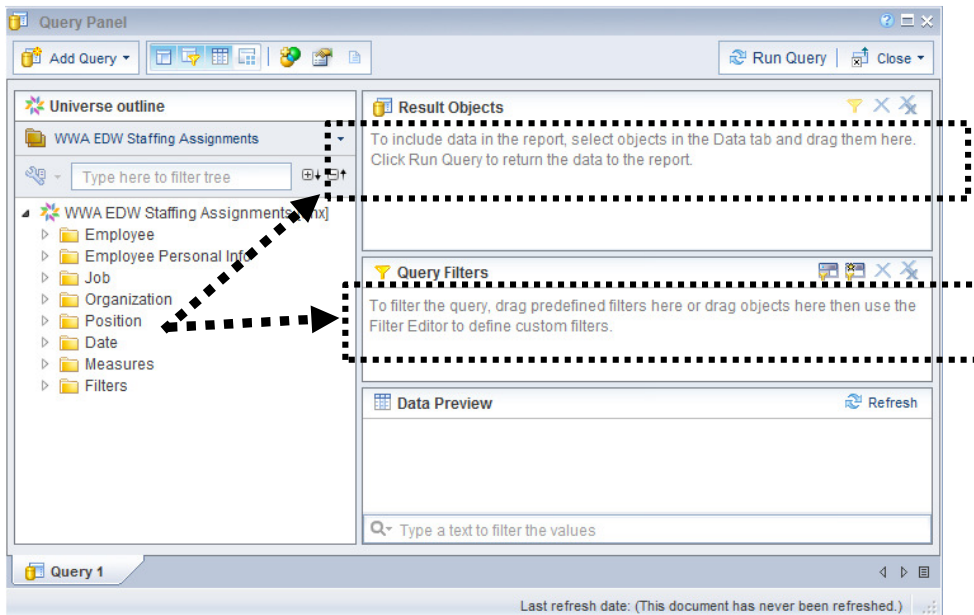 Query Panel
Add Query
Run Query
Close
Universe outline
WWA EDW Staffing Assignments
Type here to filter tree
WWA EDW Staffing Assignments nx]
Employee
Employee Personal Info
Job
Organization
Position
Date
Measures
Filters
Result Objects
To include data in the report, select objects in the Data tab and drag them here.
Click Run Query to return the data to the report.
Query Filters
To filter the query, drag predefined filters here or drag objects here then use the
Filter Editor to define custom filters.
Data Preview
Refresh
Type a text to filter the values
Query 1
Last refresh date: (This document has never been refreshed.)